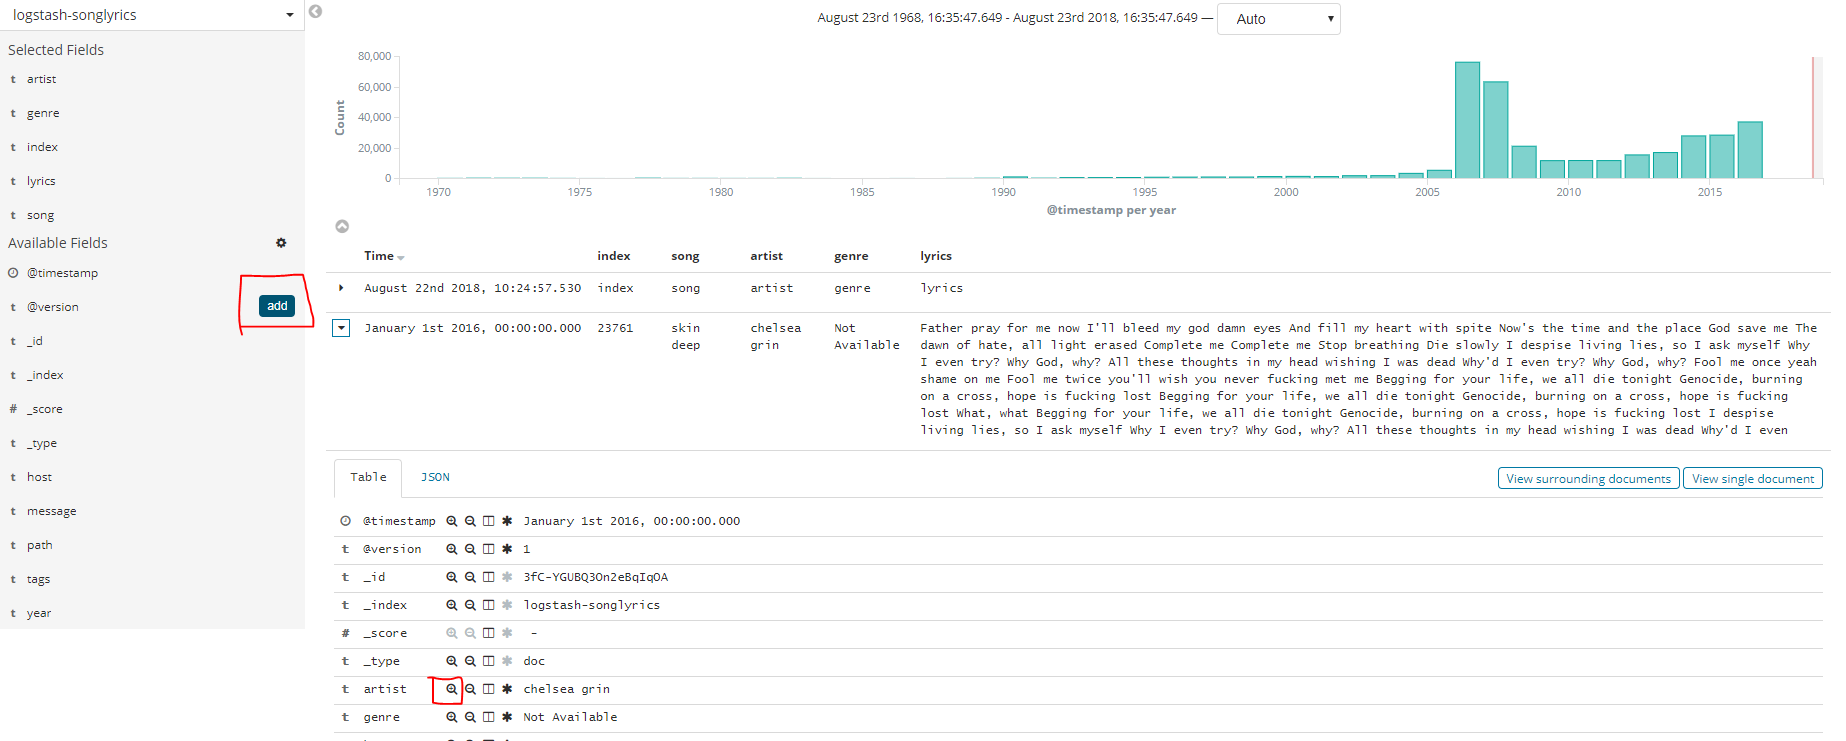 logstash-songlyrics
August 23rd 1968, 16:35:47.649 - August 23rd 2018, 16:35:47.649 — Auto
Selected Fields
t artist
t genre
t index
t lyrics
t song
Available Fields
@timestamp
t @version add
t _id
t _index
# _score
t _type
t host
t message
t path
t tags
t year
Count
80,000
60,000
40,000
20,000
0
1970 1975 1980 1985 1990 1995 2000 2005 2010 2015
@timestamp per year
Time index song artist genre lyrics
August 22nd 2018, 10:24:57.530 index song artist genre lyrics
January 1st 2016, 00:00:00.000 23761 skin deep chelsea grin Not Available
Father pray for me now I'll bleed my god damn eyes And fill my heart with spite Now's the time and the place God save me The
dawn of hate, all light erased Complete me Complete me Stop breathing Die slowly I despise living lies, so I ask myself Why
I even try? Why God, why? All these thoughts in my head wishing I was dead Why'd I even try? Why God, why? Fool me once yeah
shame on me Fool me twice you'll wish you never fucking met me Begging for your life, we all die tonight Genocide, burning
on a cross, hope is fucking lost Begging for your life, we all die tonight Genocide, burning on a cross, hope is fucking
lost What, what Begging for your life, we all die tonight Genocide, burning on a cross, hope is fucking lost I despise
living lies, so I ask myself Why I even try? Why God, why? All these thoughts in my head wishing I was dead Why'd I even
Table JSON View surrounding documents View single document
@timestamp January 1st 2016, 00:00:00.000
t @version 1
t _id 3fC-YGUBQ3On2eBqIqOA
t _index logstash-songlyrics
# _score -
t _type doc
t artist chelsea grin
t genre Not Available